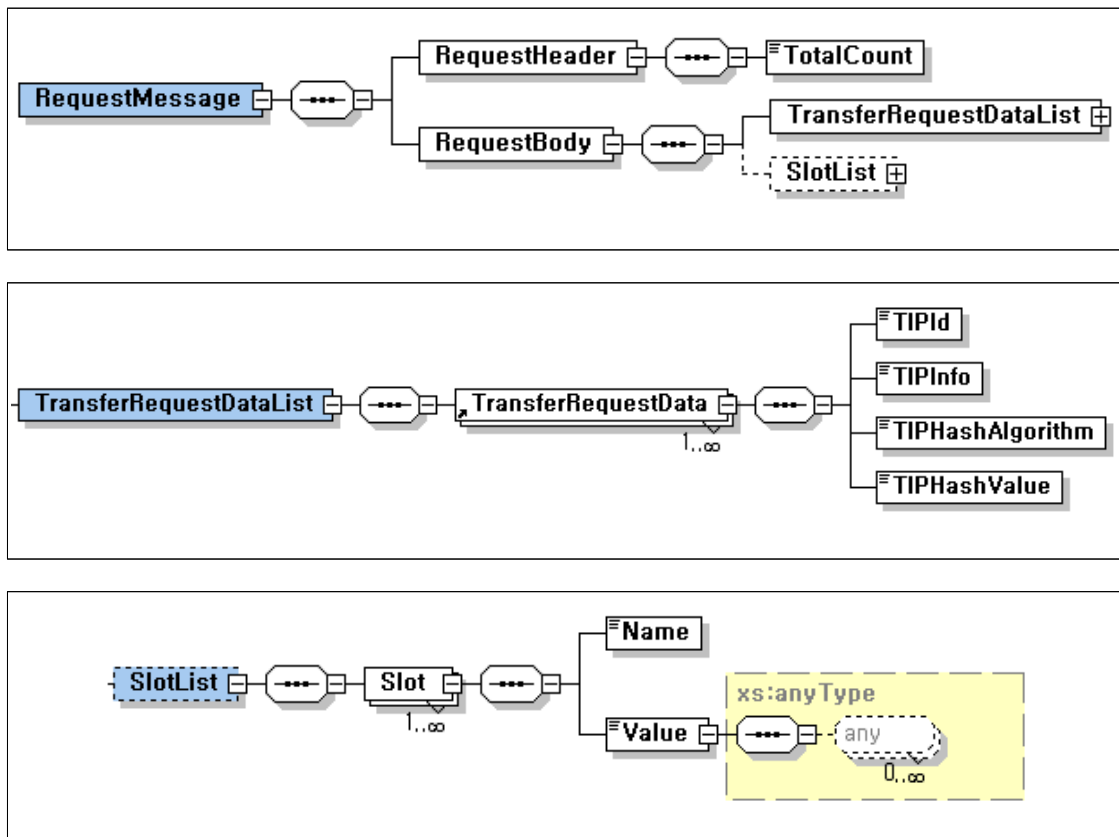 RequestHeader
TotalCount
RequestMessage
RequestBody
TransferRequestDataList
SlotList
TIPId
TIPInfo
TransferRequestDataList
TransferRequestData
1..∞
TIPHashAlgorithm
TIPHashValue
Name
SlotList
Slot
1..∞
xs:anyType
Value
any
0..∞